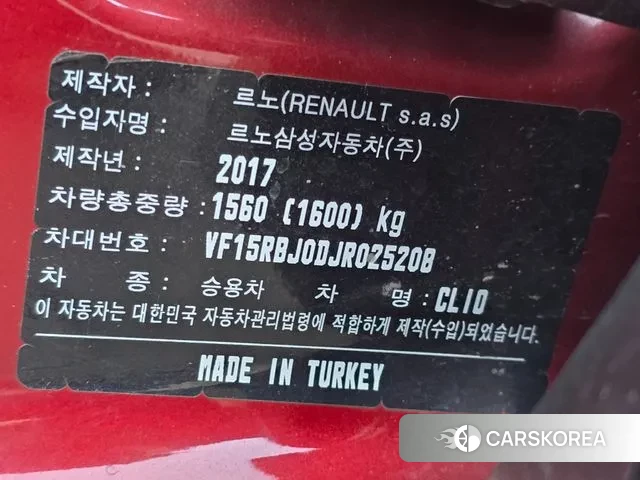 제작자 : 르노(RENAULT s.a.s)
수입자명 : 르노삼성자동차(주)
제작년 : 2017
차량총중량 : 1560 (1600) kg
차대번호 : VF15RBJ0DJR025208
차 종 : 승용차 차 명 : CLIO
이 자동차는 대한민국 자동차관리법령에 적합하게 제작(수입)되었습니다.
MADE IN TURKEY
CARSKOREA